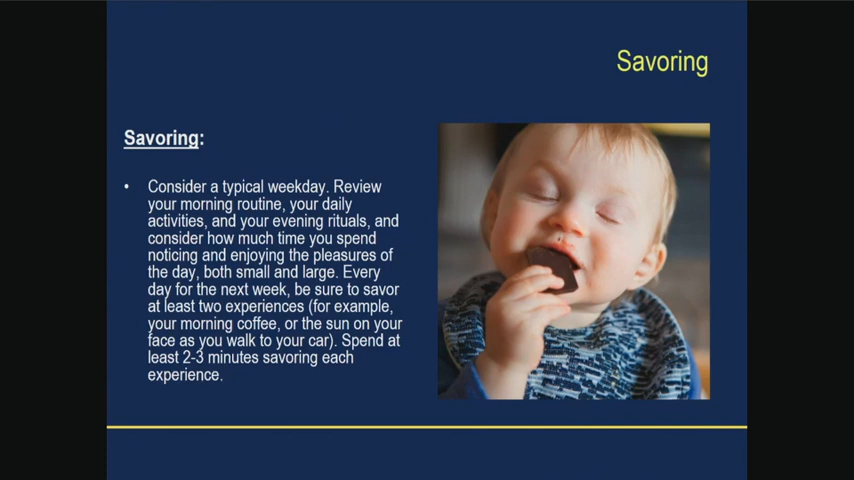 Savoring
Savoring:
• Consider a typical weekday. Review
your morning routine, your daily
activities, and your evening rituals, and
consider how much time you spend
noticing and enjoying the pleasures of
the day, both small and large. Every
day for the next week, be sure to savor
at least two experiences (for example,
your morning coffee, or the sun on your
face as you walk to your car). Spend at
least 2-3 minutes savoring each
experience.